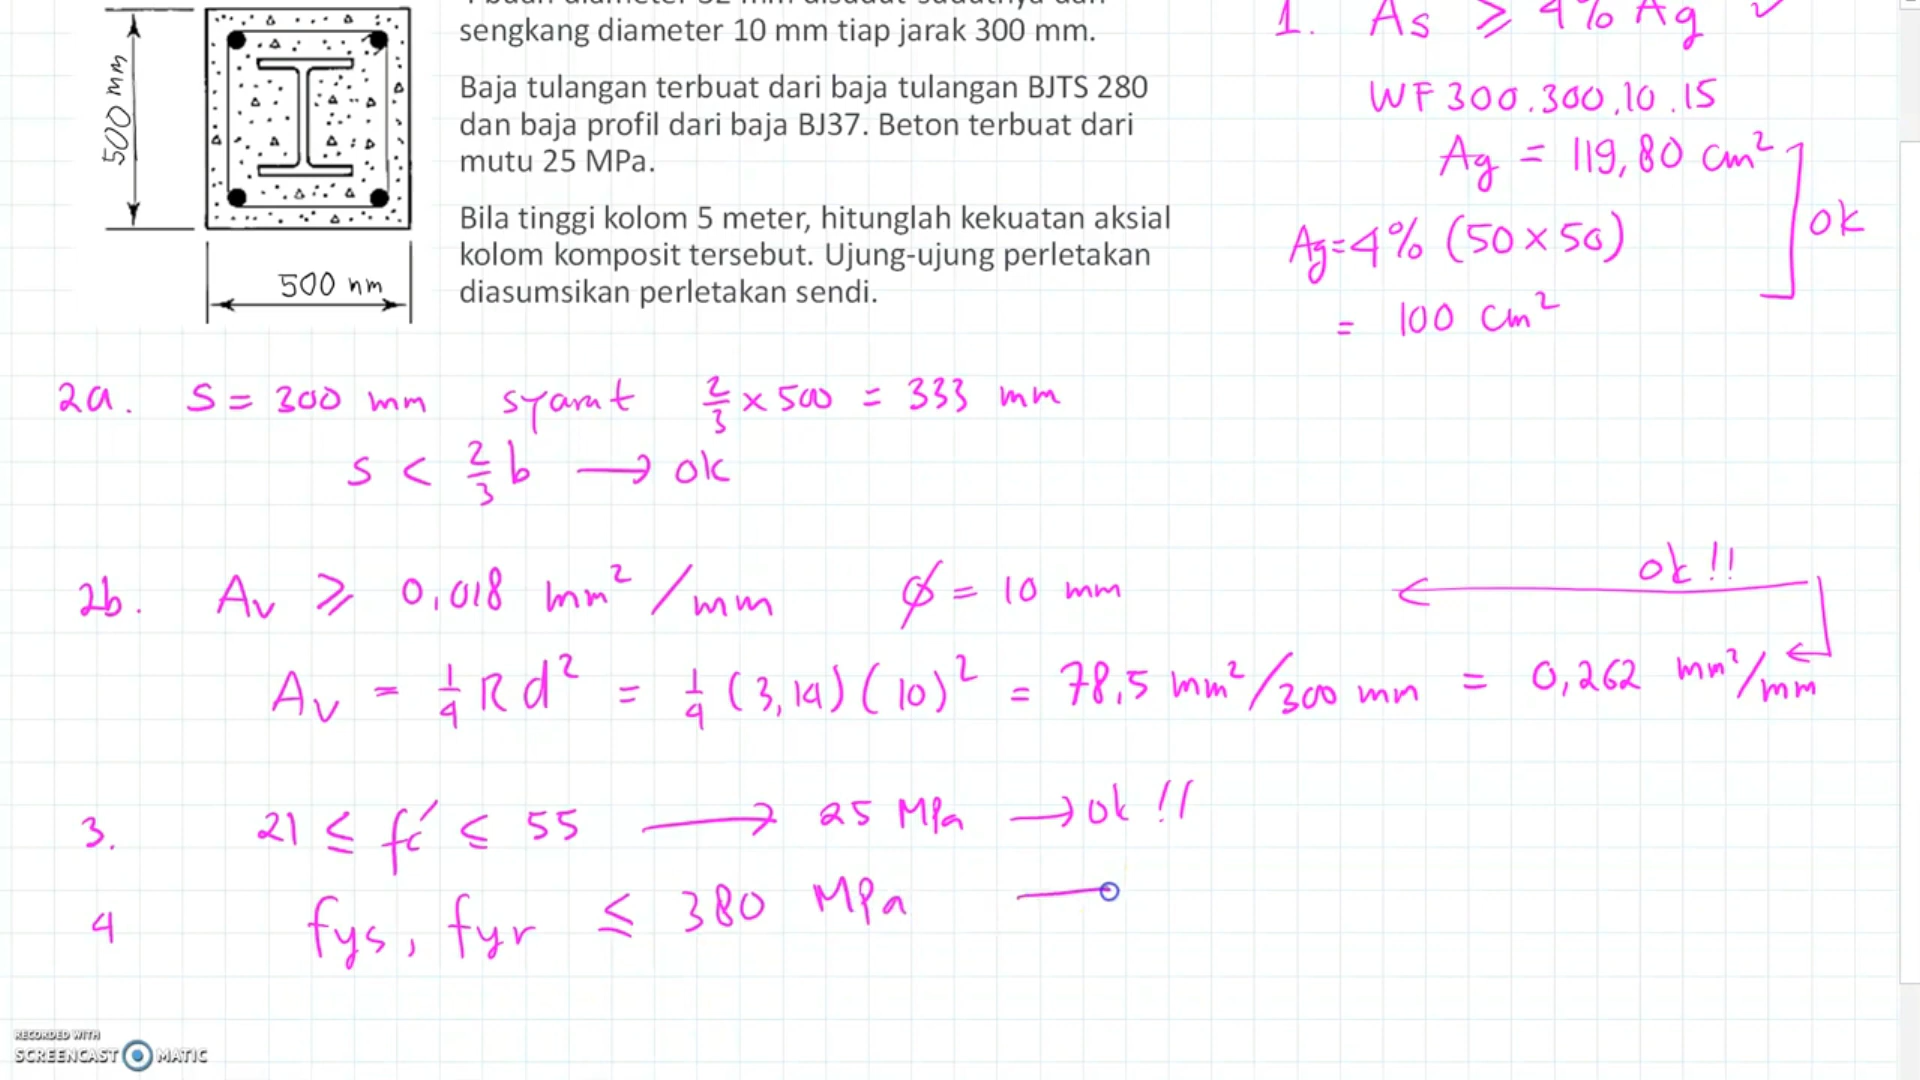 sengkang diameter 10 mm tiap jarak 300 mm.
Baja tulangan terbuat dari baja tulangan BJTS 280
dan baja profil dari baja BJ37. Beton terbuat dari
mutu 25 MPa.
Bila tinggi kolom 5 meter, hitunglah kekuatan aksial
kolom komposit tersebut. Ujung-ujung perletakan
diasumsikan perletakan sendi.
500 mm
500 mm
1. As ≥ 4% Ag ✓
WF 300.300.10.15
Ag = 119,80 cm²
Ag=4% (50×50)
= 100 cm²
ok
2a. S = 300 mm syarat 2/3 × 500 = 333 mm
s < 2/3 b → ok
2b. Av ≥ 0,018 mm²/mm ø = 10 mm
ok!!
Av = 1/4 π d² = 1/4 (3,14) (10)² = 78,5 mm²/300 mm = 0,262 mm²/mm
3. 21 ≤ fc' ≤ 55 → 25 MPa → ok!!
4 fys, fyr ≤ 380 MPa
RECORDED WITH
SCREENCAST MATIC